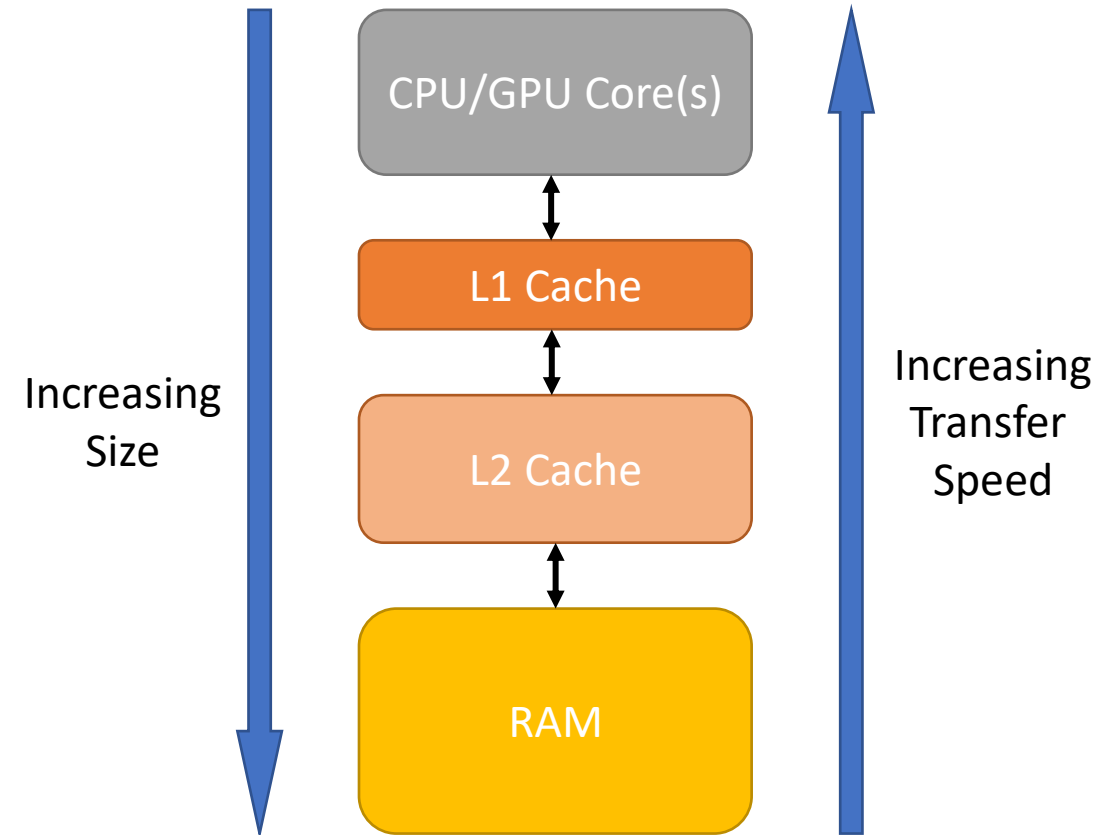 CPU/GPU Core(s)
L1 Cache
L2 Cache
RAM
Increasing
Size
Increasing
Transfer
Speed